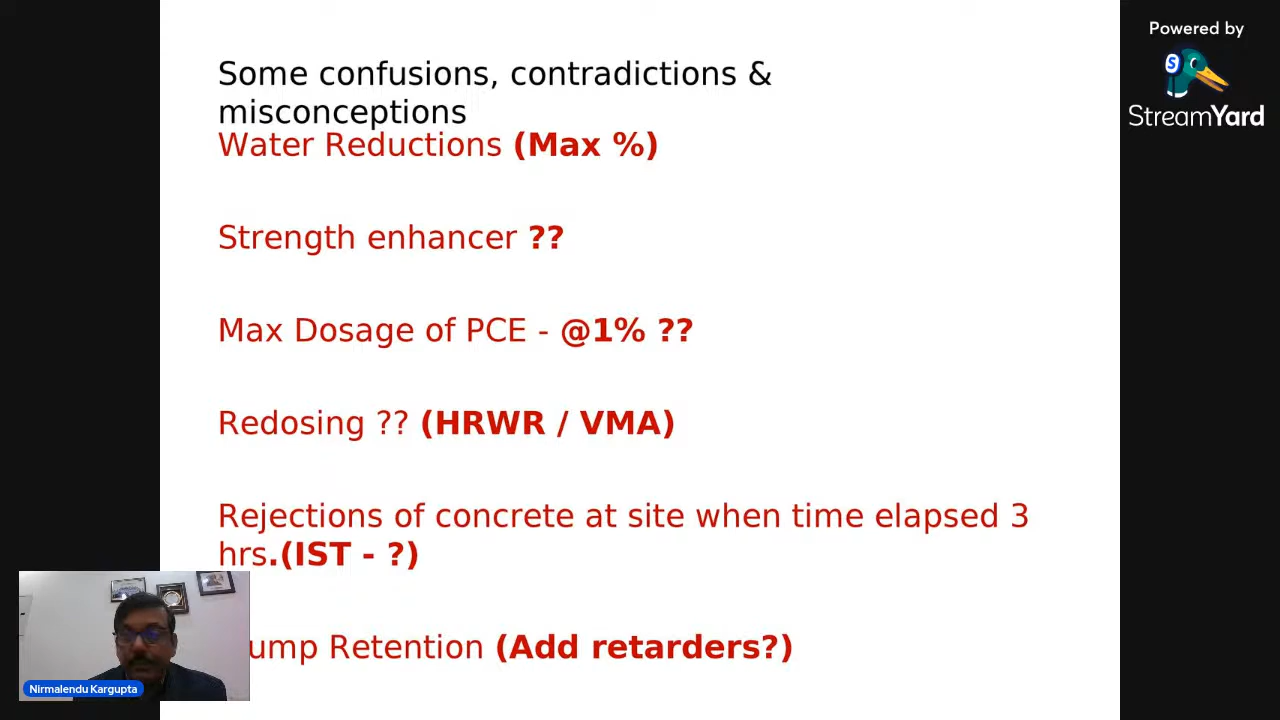 Some confusions, contradictions &
misconceptions
Water Reductions (Max %)
Strength enhancer ??
Max Dosage of PCE - @1% ??
Redosing ?? (HRWR / VMA)
Rejections of concrete at site when time elapsed 3
hrs.(IST - ?)
ump Retention (Add retarders?)
Powered by
StreamYard
Nirmalendu Kargupta